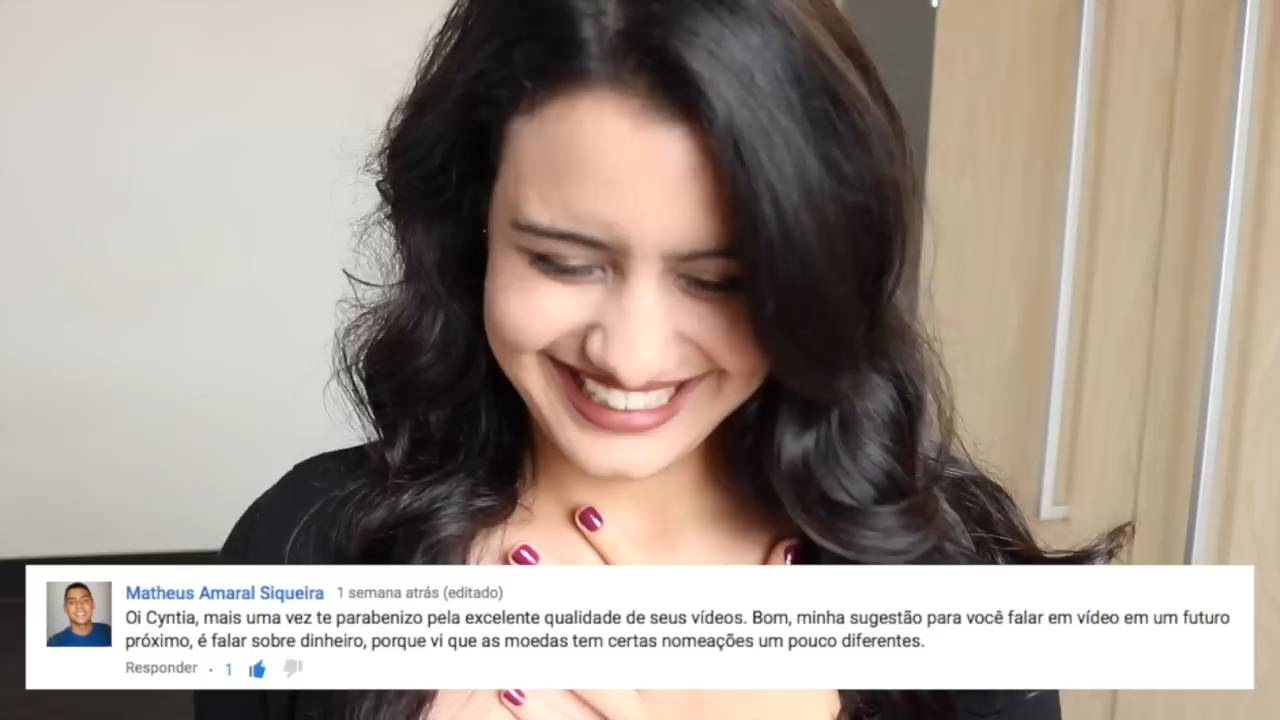 Matheus Amaral Siqueira 1 semana atrás (editado)
Oi Cyntia, mais uma vez te parabenizo pela excelente qualidade de seus vídeos. Bom, minha sugestão para você falar em vídeo em um futuro
próximo, é falar sobre dinheiro, porque vi que as moedas tem certas nomeações um pouco diferentes.
Responder · 1